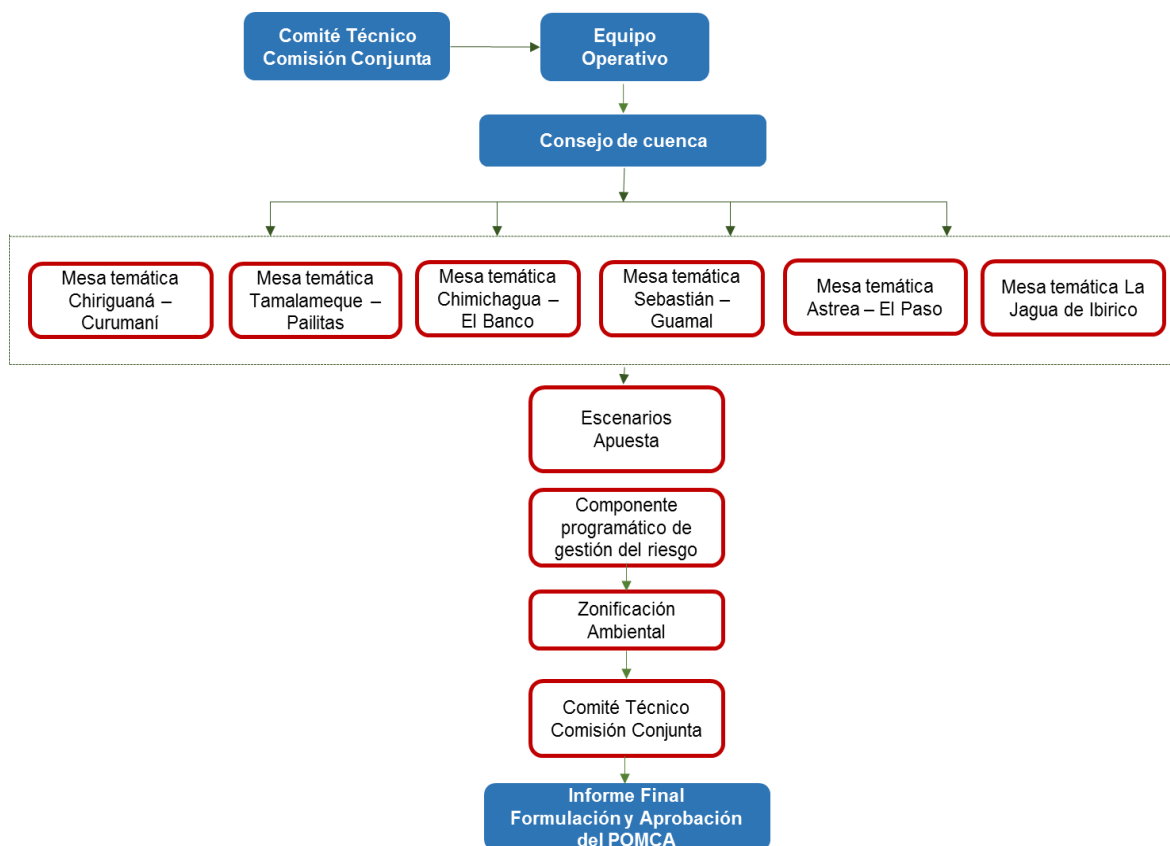 Comité Técnico
Comisión Conjunta
Equipo
Operativo
Consejo de cuenca
Mesa temática
Chiriguaná –
Curumaní
Mesa temática
Tamalameque –
Pailitas
Mesa temática
Chimichagua –
El Banco
Mesa temática
Sebastián –
Guamal
Mesa temática
Astrea – El Paso
Mesa temática La
Jagua de Ibirico
Escenarios
Apuesta
Componente
programático de
gestión del riesgo
Zonificación
Ambiental
Comité Técnico
Comisión Conjunta
Informe Final
Formulación y Aprobación
del POMCA